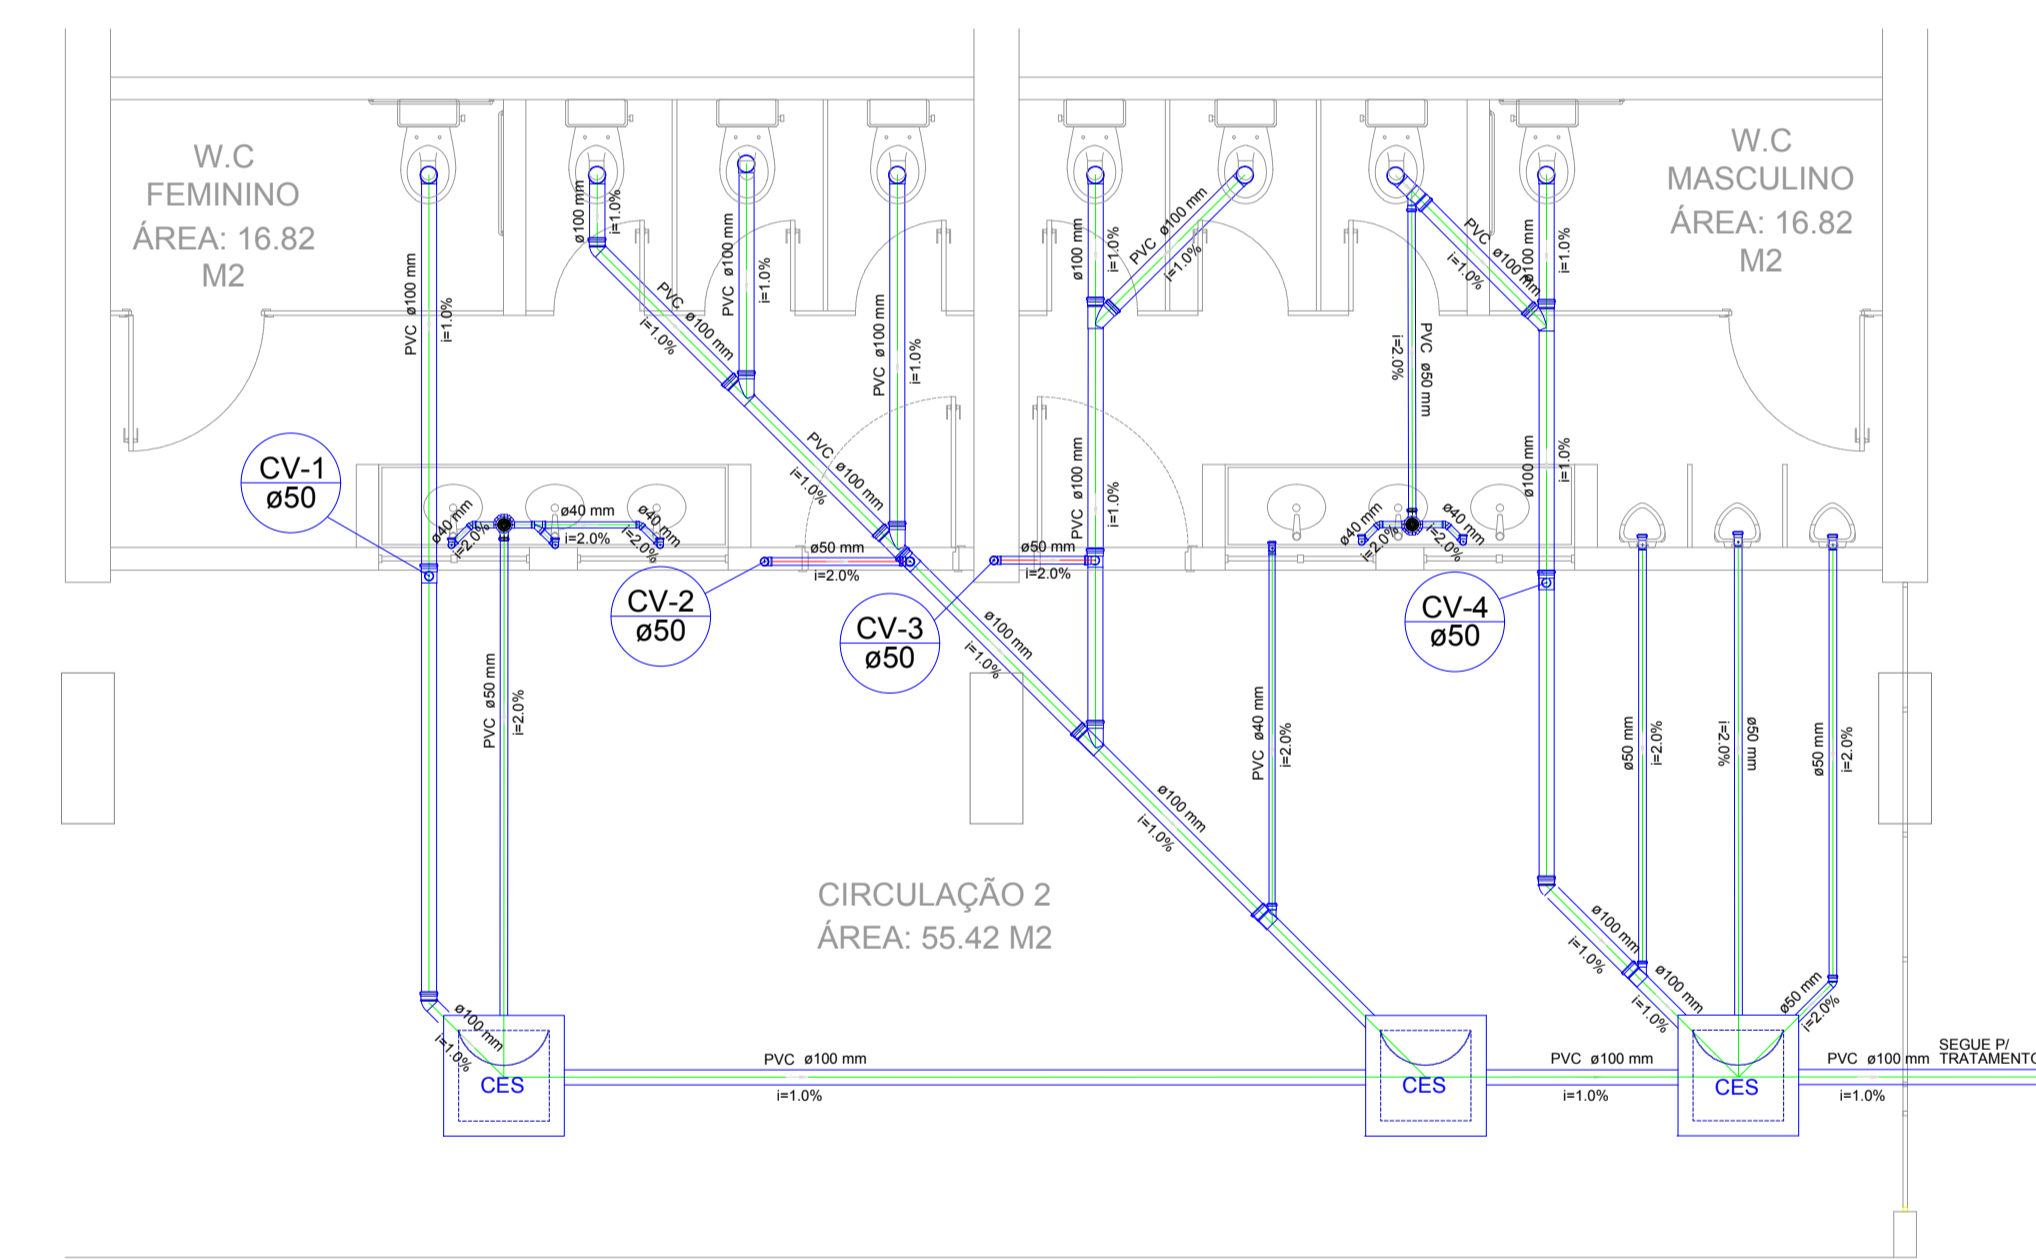 W.C
FEMININO
ÁREA: 16.82
M2
W.C
MASCULINO
ÁREA: 16.82
M2
PVC ø100 mm
i=1.0%
ø100 mm
i=1.0%
PVC ø100 mm
i=1.0%
PVC ø100 mm
i=1.0%
PVC ø100 mm
i=1.0%
PVC ø100 mm
i=1.0%
ø100 mm
i=1.0%
PVC ø100 mm
i=1.0%
PVC ø100 mm
i=1.0%
ø100 mm
i=1.0%
PVC ø50 mm
i=2.0%
PVC ø100 mm
i=1.0%
ø100 mm
i=1.0%
CV-1
ø50
ø40 mm
i=2.0%
ø40 mm
i=2.0%
ø40 mm
i=2.0%
ø50 mm
i=2.0%
ø50 mm
i=2.0%
ø40 mm
i=2.0%
ø40 mm
i=2.0%
CV-2
ø50
CV-3
ø50
CV-4
ø50
PVC ø50 mm
i=2.0%
ø100 mm
i=1.0%
PVC ø40 mm
i=2.0%
ø50 mm
i=2.0%
ø50 mm
i=2.0%
ø50 mm
i=2.0%
ø100 mm
i=1.0%
CIRCULAÇÃO 2
ÁREA: 55.42 M2
ø100 mm
i=1.0%
ø100 mm
i=1.0%
ø50 mm
i=2.0%
ø100 mm
i=1.0%
CES
PVC ø100 mm
i=1.0%
CES
PVC ø100 mm
i=1.0%
CES
PVC ø100 mm
i=1.0%
SEGUE P/
TRATAMENTO